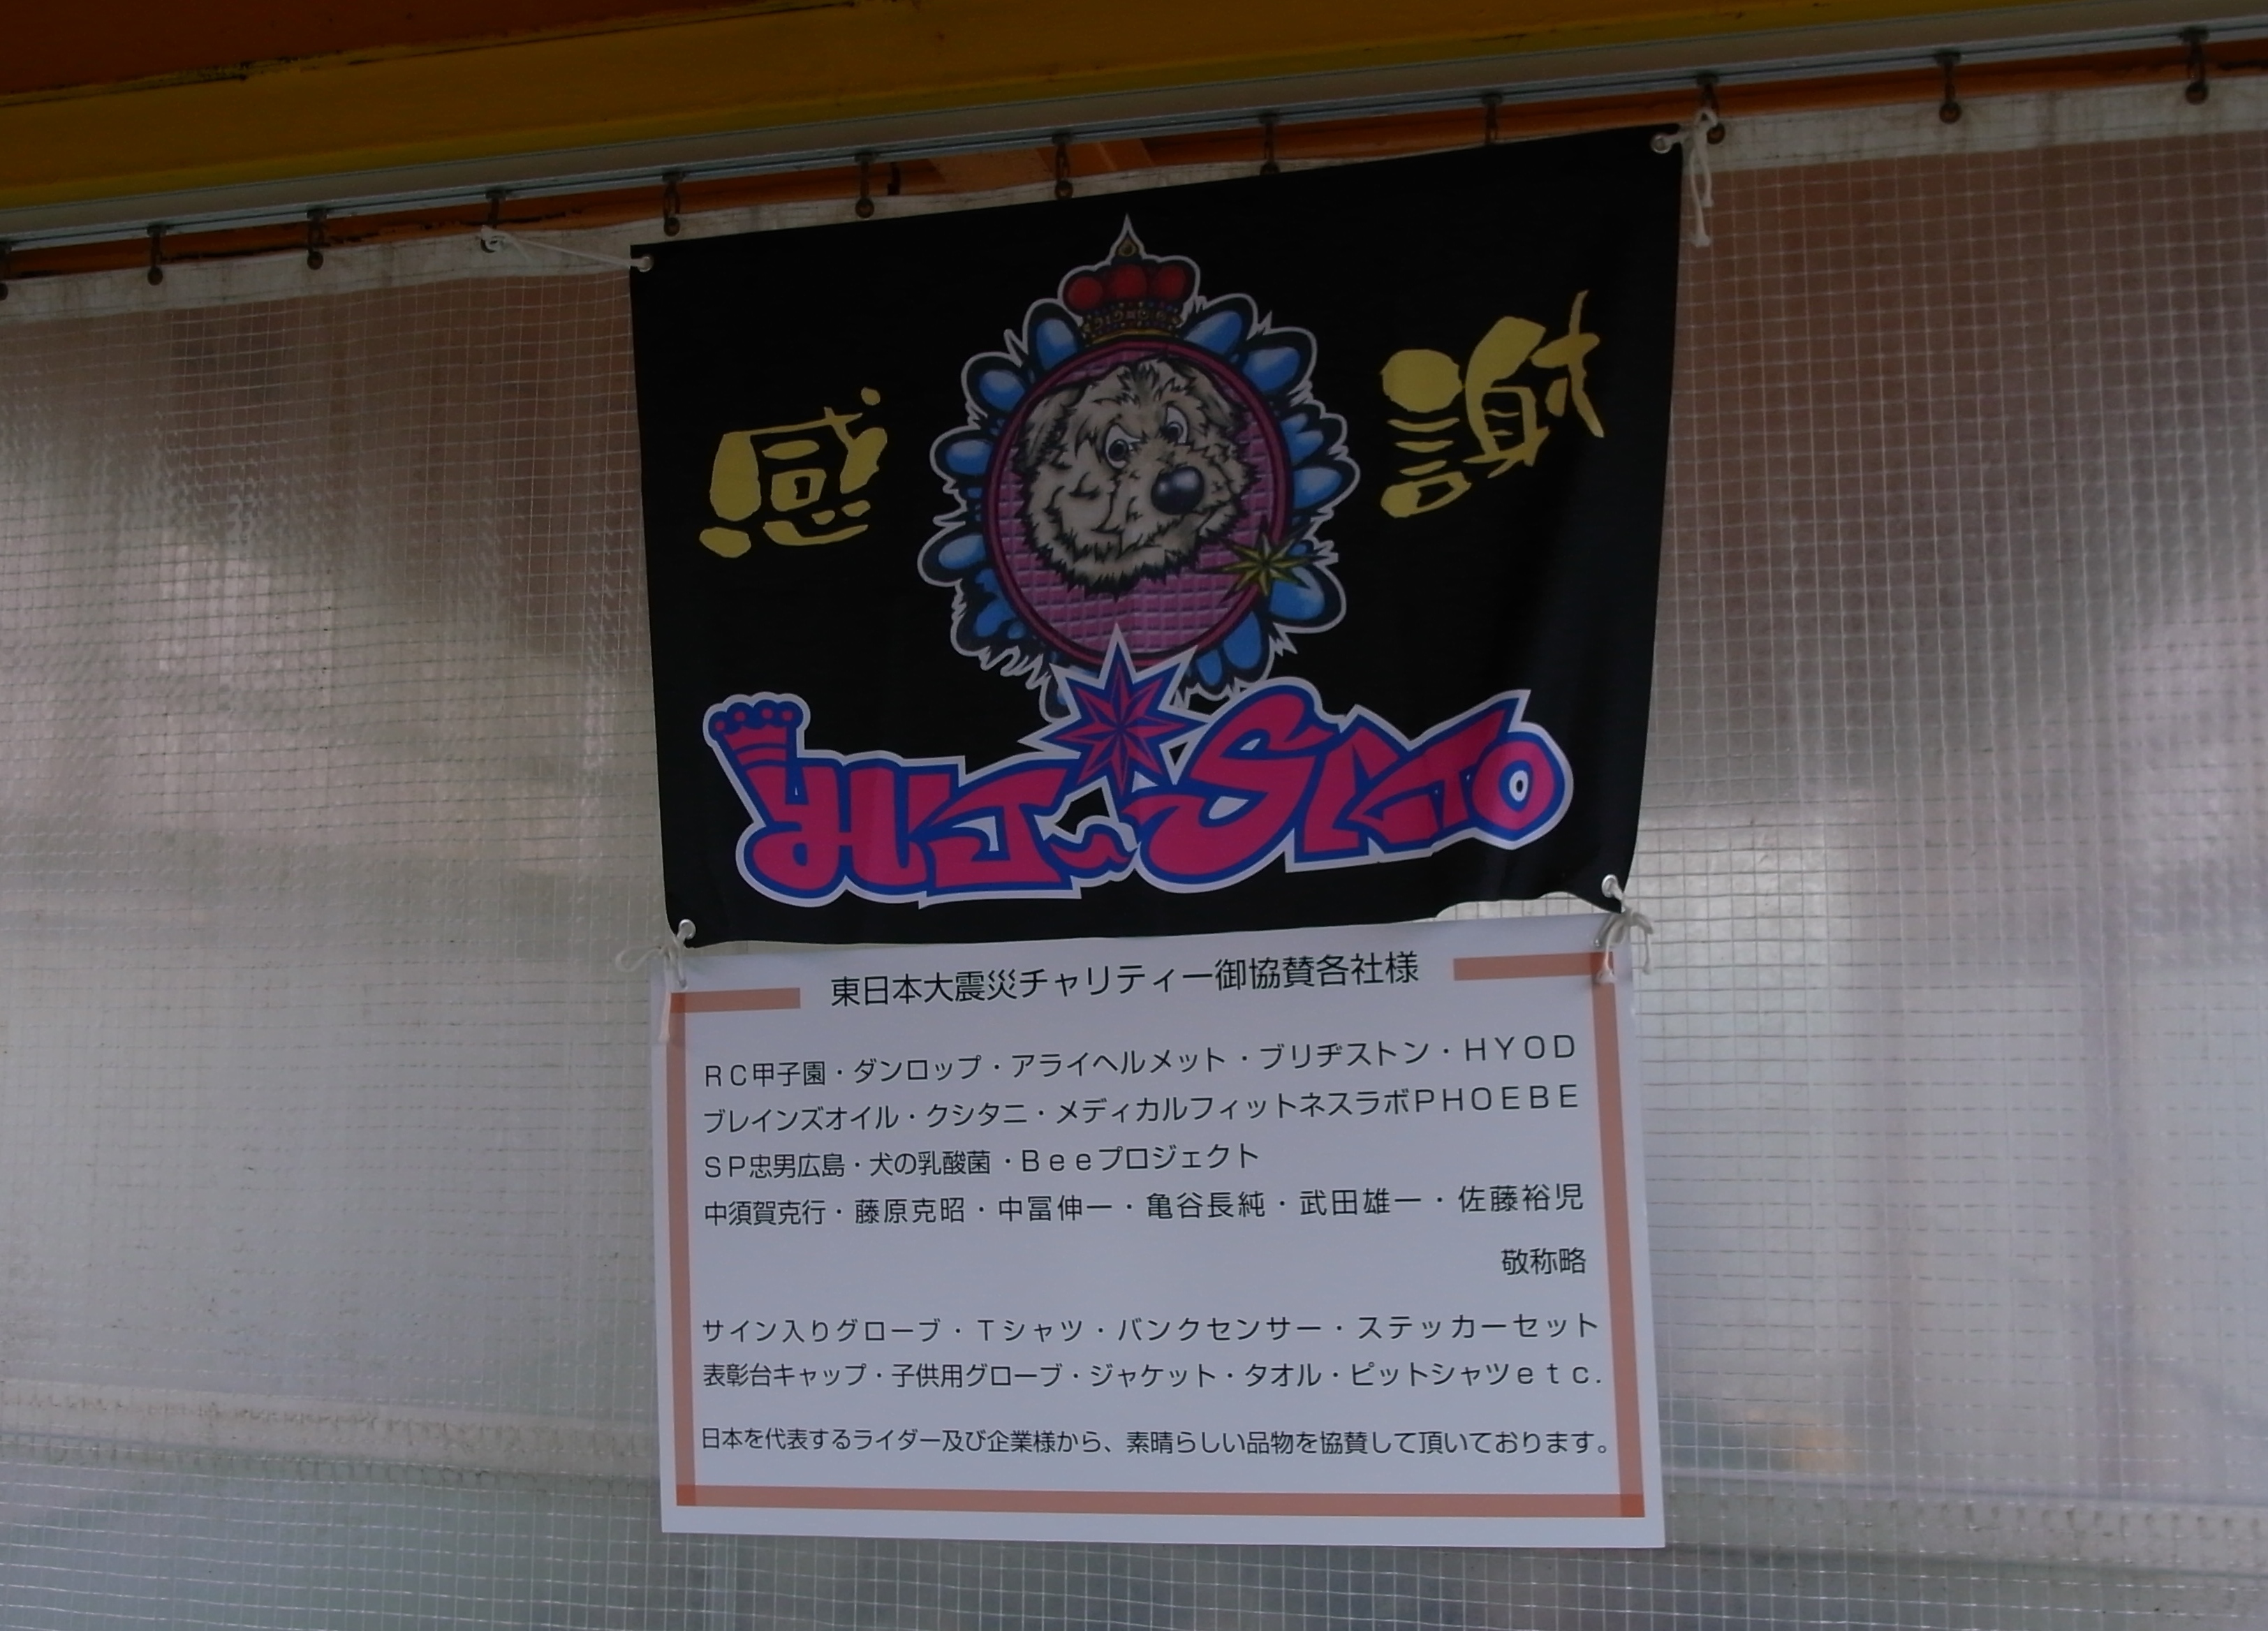 感謝
YUJI SATO
東日本大震災チャリティー御協賛各社様
RC甲子園・ダンロップ・アライヘルメット・ブリヂストン・HYOD
ブレインズオイル・クシタニ・メディカルフィットネスラボPHOEBE
SP忠男広島・犬の乳酸菌・Beeプロジェクト
中須賀克行・藤原克昭・中冨伸一・亀谷長純・武田雄一・佐藤裕児
敬称略
サイン入りグローブ・Tシャツ・バンクセンサー・ステッカーセット
表彰台キャップ・子供用グローブ・ジャケット・タオル・ピットシャツetc.
日本を代表するライダー及び企業様から、素晴らしい品物を協賛して頂いております。